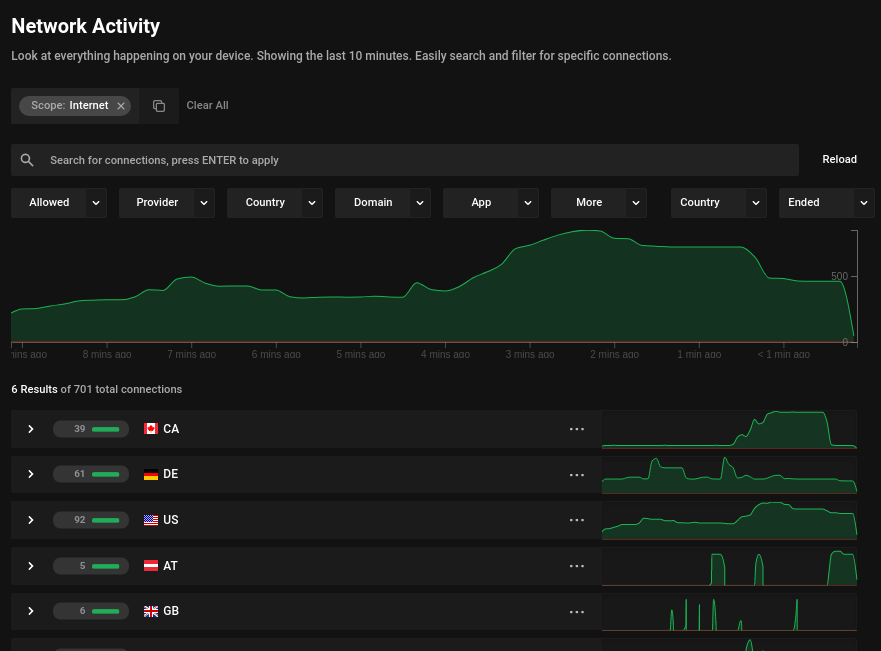 Network Activity
Look at everything happening on your device. Showing the last 10 minutes. Easily search and filter for specific connections.
Scope: Internet
Clear All
Search for connections, press ENTER to apply
Reload
Allowed Provider Country Domain App More Country Ended
500
0
ins ago 8 mins ago 7 mins ago 6 mins ago 5 mins ago 4 mins ago 3 mins ago 2 mins ago 1 min ago < 1 min ago
6 Results of 701 total connections
39 CA
61 DE
92 US
5 AT
6 GB